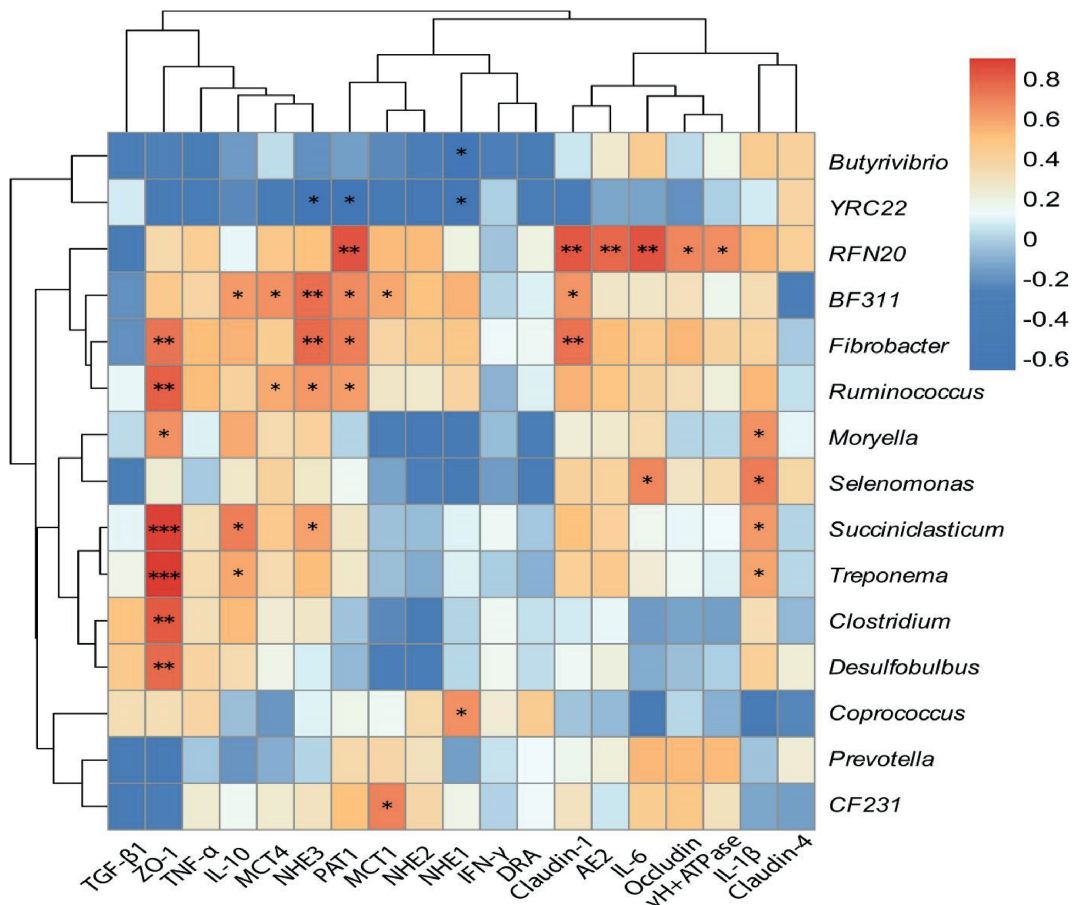 0.8
0.6
0.4
0.2
0
-0.2
-0.4
-0.6
* Butyrivibrio
* * * YRC22
** ** ** ** * * RFN20
* * ** * * * BF311
** ** * ** Fibrobacter
** * * * Ruminococcus
* * Moryella
* * Selenomonas
*** * * * Succiniclasticum
*** * * Treponema
** Clostridium
** Desulfobulbus
* Coprococcus
Prevotella
* CF231
TGF-β1
ZO-1
TNF-α
IL-10
MCT4
NHE3
PAT1
MCT1
NHE2
NHE1
IFN-γ
DRA
Claudin-1
AE2
IL-6
Occludin
vH+ATPase
IL-1β
Claudin-4